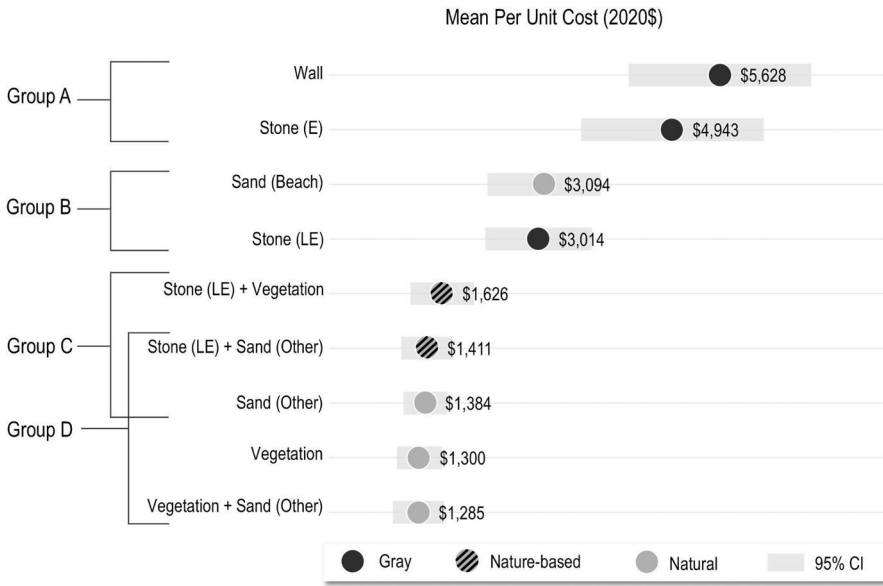 Mean Per Unit Cost (2020$)
Group A
Wall
$5,628
Stone (E)
$4,943
Group B
Sand (Beach)
$3,094
Stone (LE)
$3,014
Group C
Stone (LE) + Vegetation
$1,626
Stone (LE) + Sand (Other)
$1,411
Group D
Sand (Other)
$1,384
Vegetation
$1,300
Vegetation + Sand (Other)
$1,285
Gray Nature-based Natural 95% CI